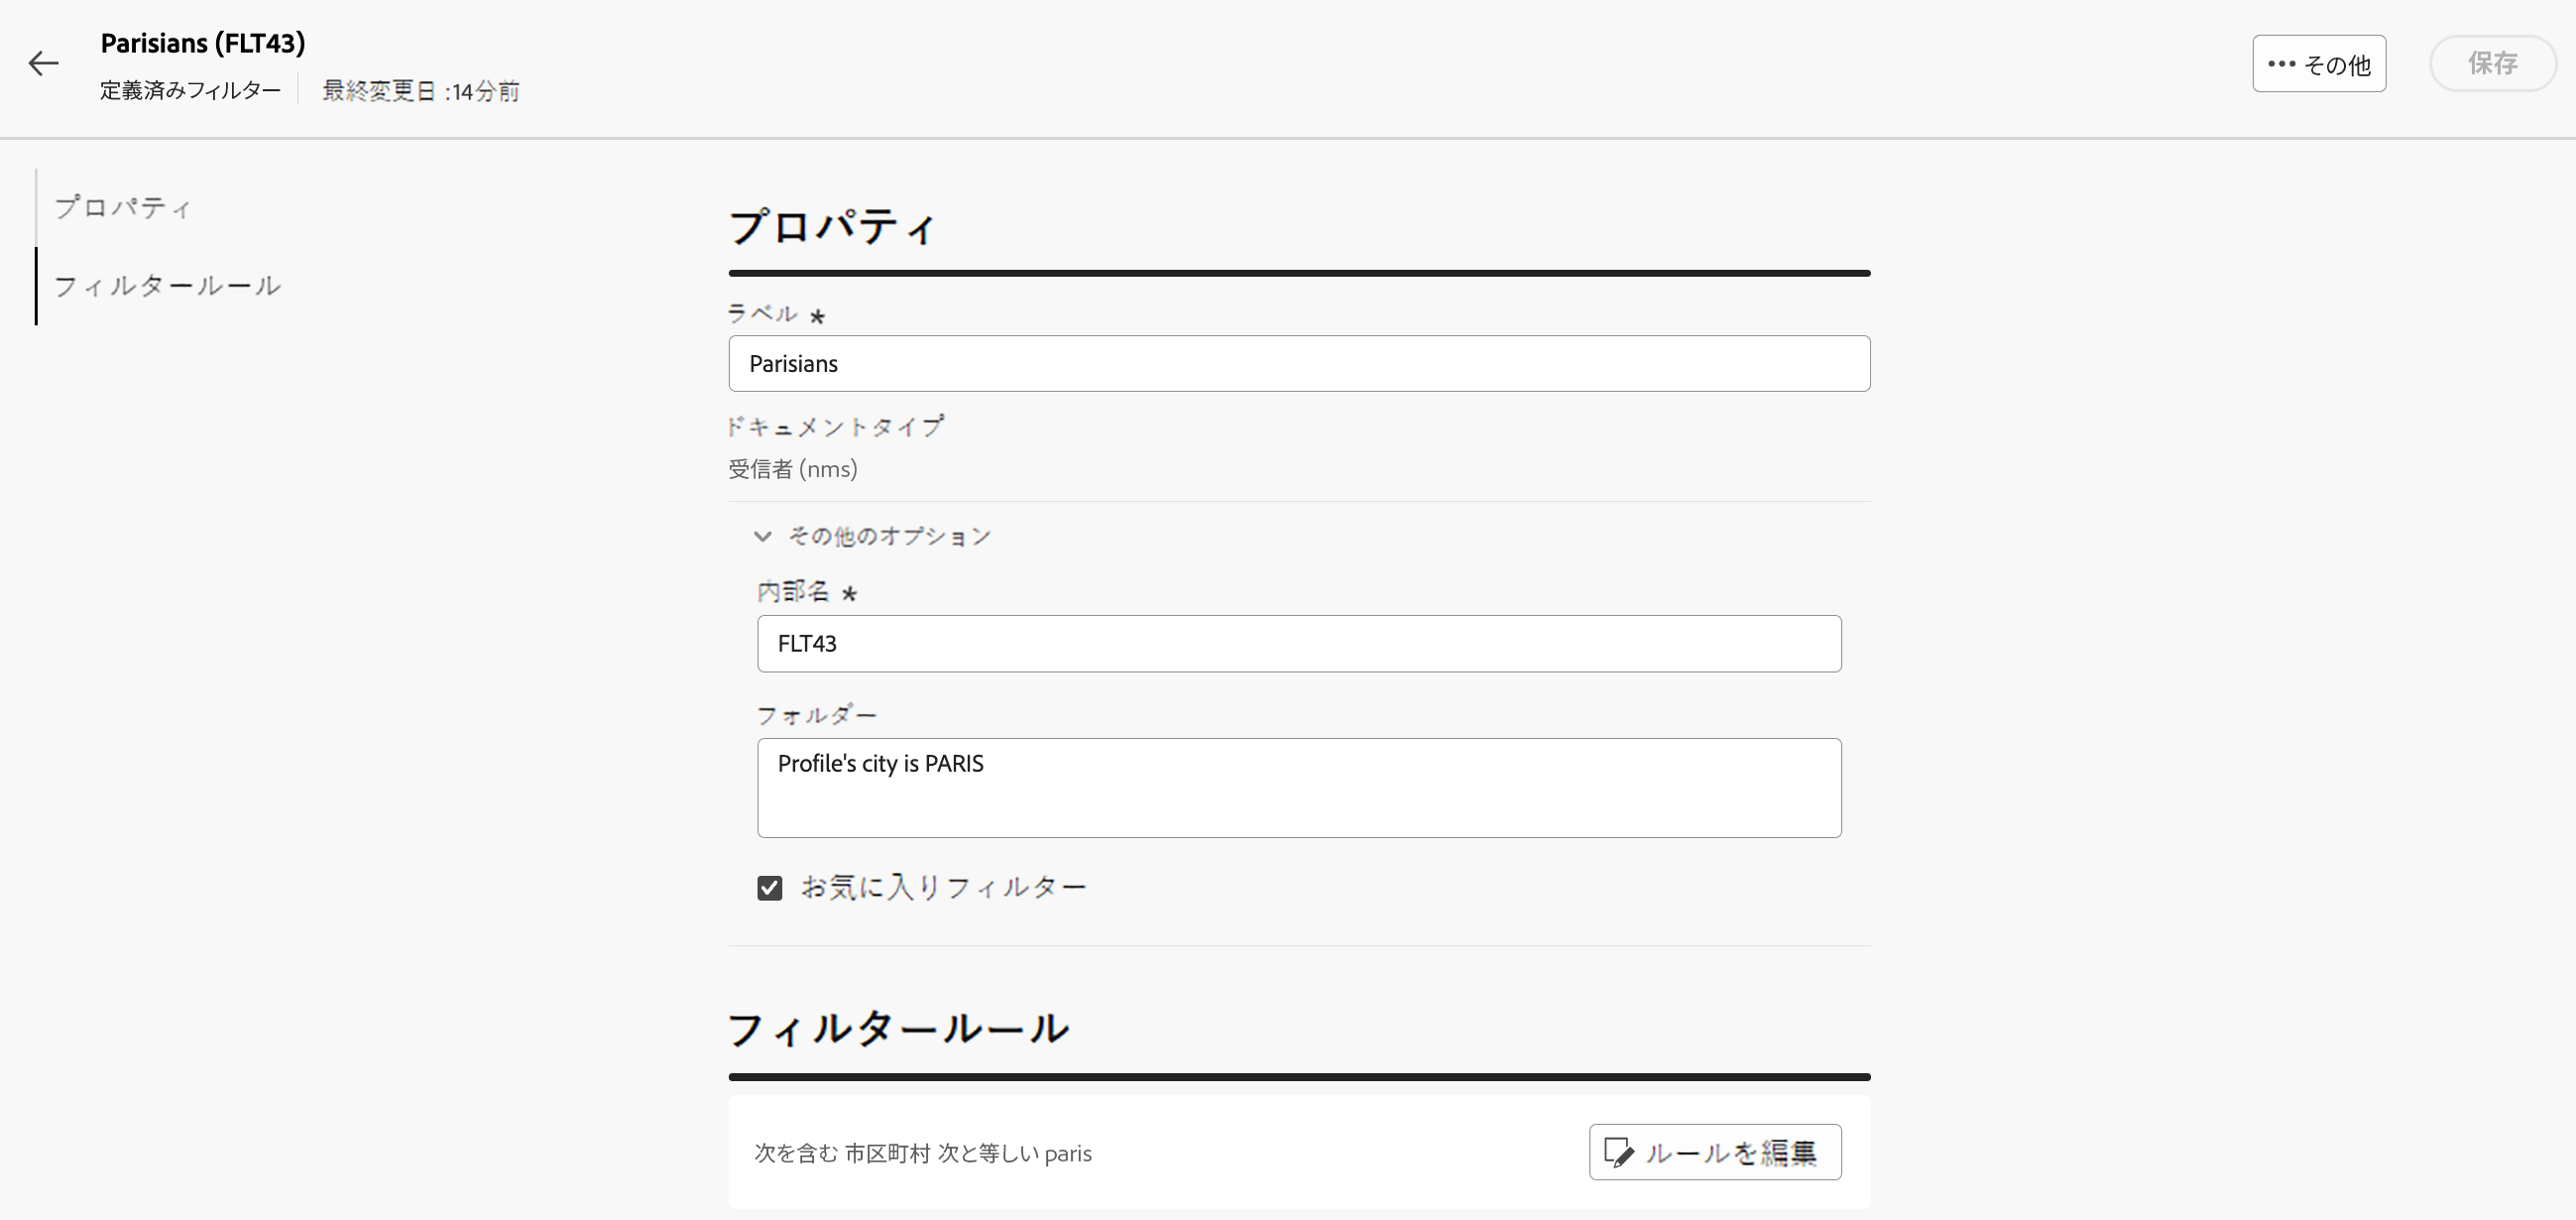 Parisians (FLT43)
定義済みフィルター
最終変更日 :14分前
その他
保存
プロパティ
フィルタールール
プロパティ
ラベル *
Parisians
ドキュメントタイプ
受信者 (nms)
その他のオプション
内部名 *
FLT43
フォルダー
Profile's city is PARIS
お気に入りフィルター
フィルタールール
次を含む 市区町村 次と等しい paris
ルールを編集